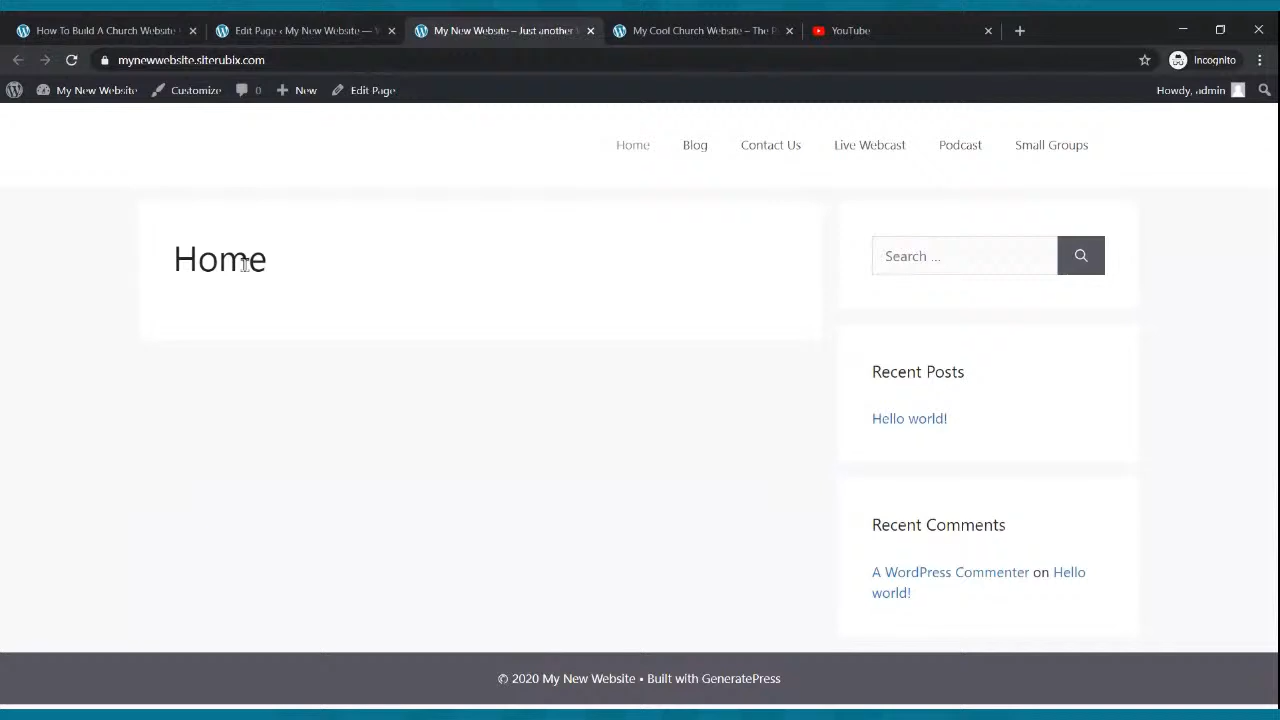 How To Build A Church Website
Edit Page ‹ My New Website —
My New Website – Just another
My Cool Church Website – The
YouTube
mynewwebsite.siterubix.com
Incognito
My New Website
Customize
0
New
Edit Page
Howdy, admin
Home
Blog
Contact Us
Live Webcast
Podcast
Small Groups
Home
Search ...
Recent Posts
Hello world!
Recent Comments
A WordPress Commenter on Hello
world!
© 2020 My New Website • Built with GeneratePress